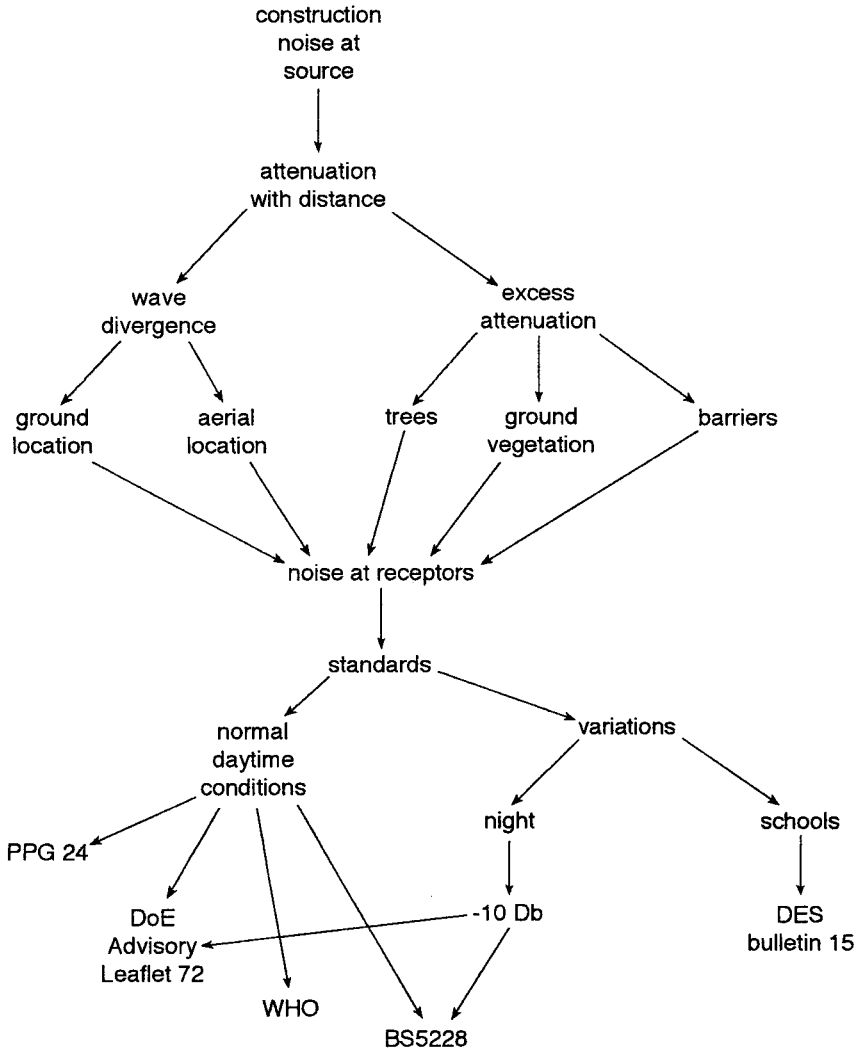 construction
noise at
source
attenuation
with distance
wave
divergence
excess
attenuation
ground
location
aerial
location
trees
ground
vegetation
barriers
noise at receptors
standards
normal
daytime
conditions
variations
night
schools
PPG 24
DoE
Advisory
Leaflet 72
-10 Db
DES
bulletin 15
WHO
BS5228